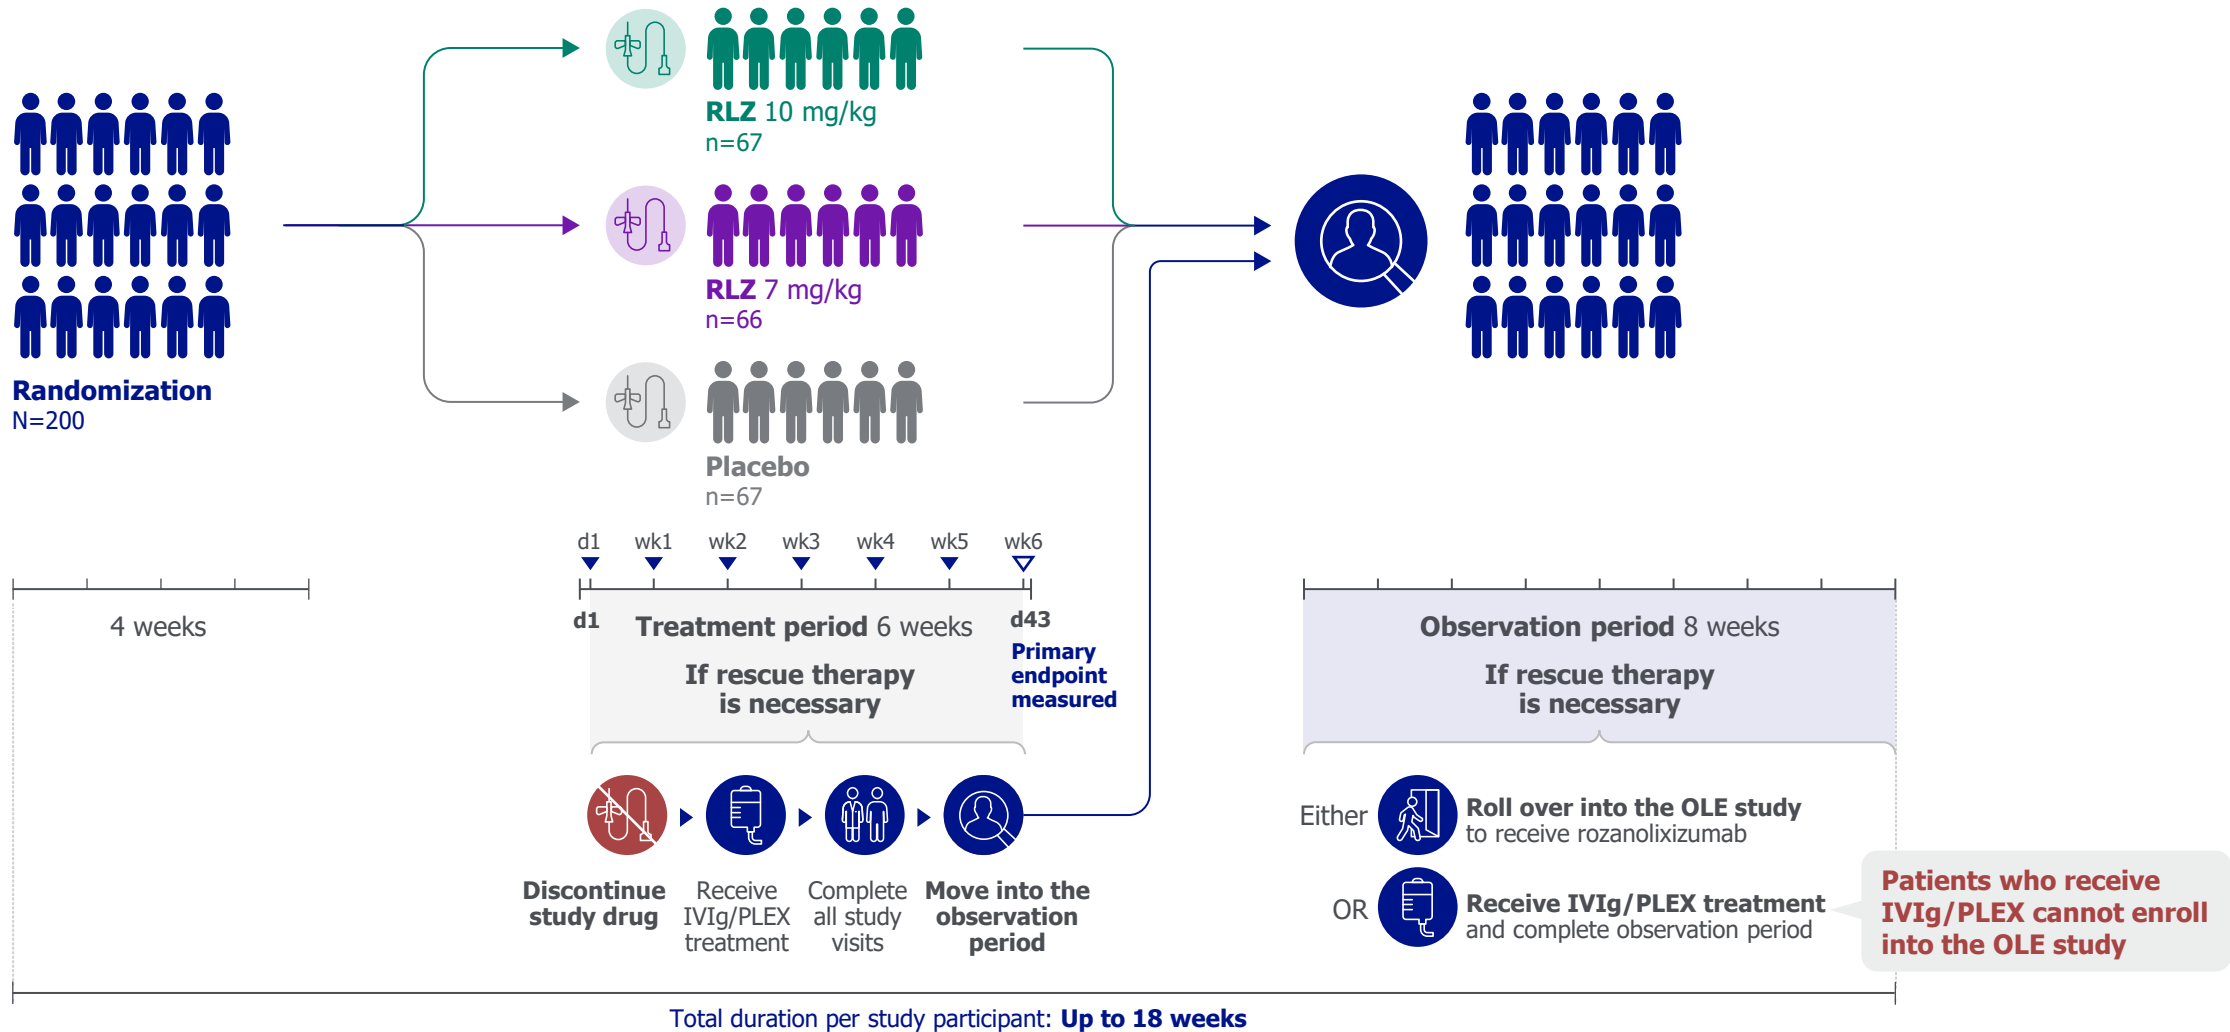 RLZ 10 mg/kg
n=67
RLZ 7 mg/kg
n=66
Randomization
N=200
Placebo
n=67
d1 wk1 wk2 wk3 wk4 wk5 wk6
4 weeks
d1
Treatment period 6 weeks
d43
Primary
endpoint
measured
If rescue therapy
is necessary
Observation period 8 weeks
If rescue therapy
is necessary
Discontinue
study drug
Receive
IVIg/PLEX
treatment
Complete
all study
visits
Move into the
observation
period
Either
Roll over into the OLE study
to receive rozanolixizumab
OR
Receive IVIg/PLEX treatment
and complete observation period
Patients who receive
IVIg/PLEX cannot enroll
into the OLE study
Total duration per study participant: Up to 18 weeks